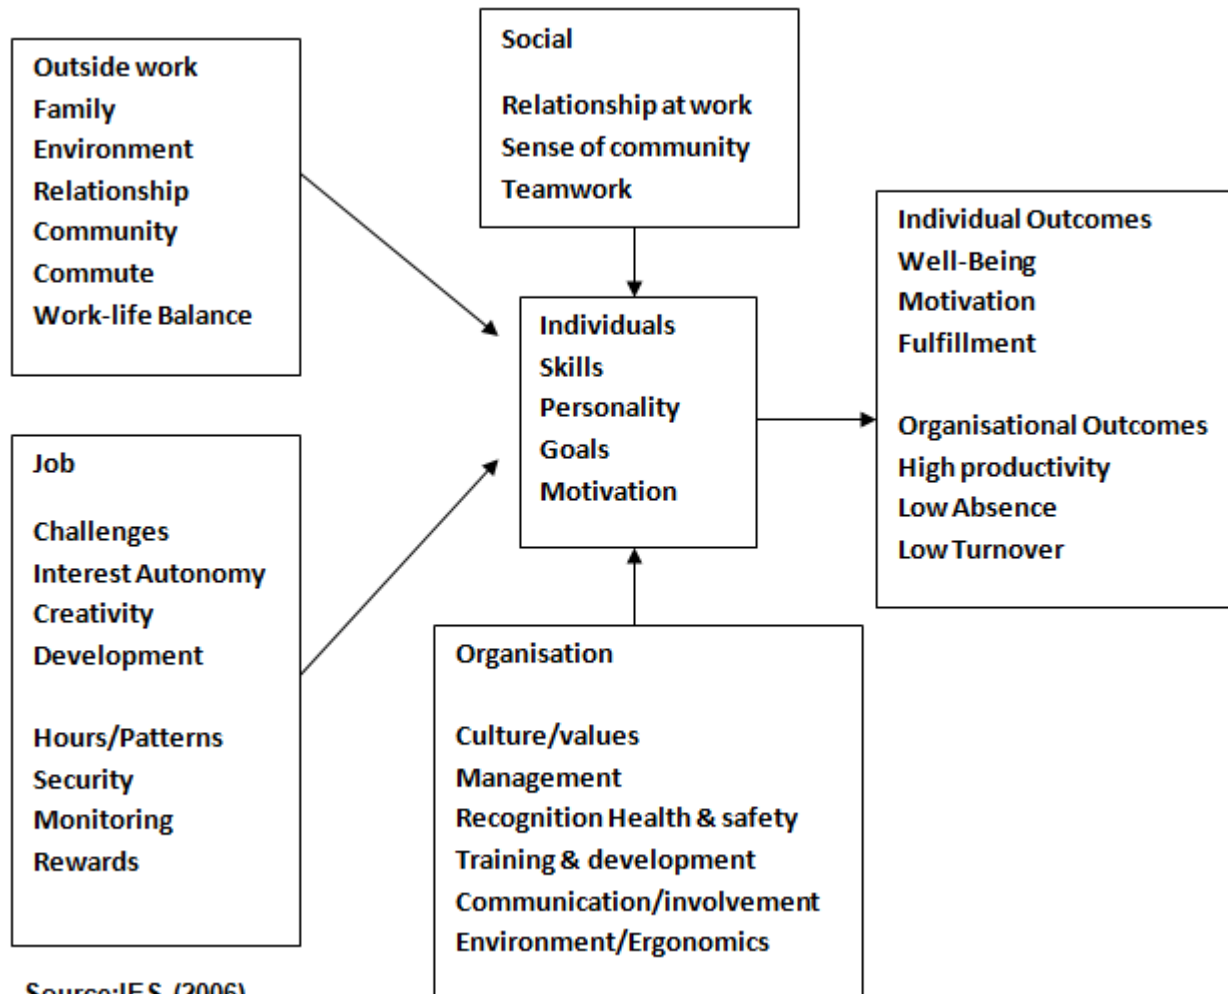 Outside work
Family
Environment
Relationship
Community
Commute
Work-life Balance
Social
Relationship at work
Sense of community
Teamwork
Individuals
Skills
Personality
Goals
Motivation
Individual Outcomes
Well-Being
Motivation
Fulfillment
Organisational Outcomes
High productivity
Low Absence
Low Turnover
Job
Challenges
Interest Autonomy
Creativity
Development
Hours/Patterns
Security
Monitoring
Rewards
Organisation
Culture/values
Management
Recognition Health & safety
Training & development
Communication/involvement
Environment/Ergonomics
Source:IES (2006)